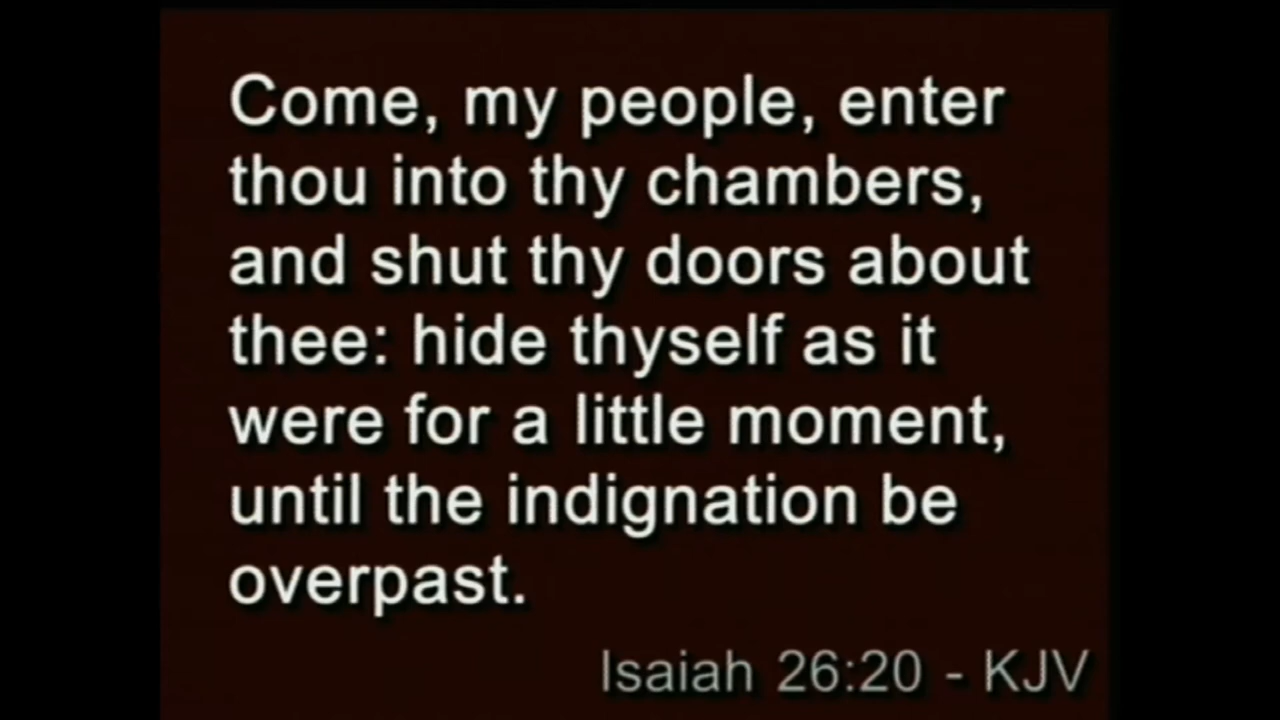 Come, my people, enter
thou into thy chambers,
and shut thy doors about
thee: hide thyself as it
were for a little moment,
until the indignation be
overpast.
Isaiah 26:20 - KJV